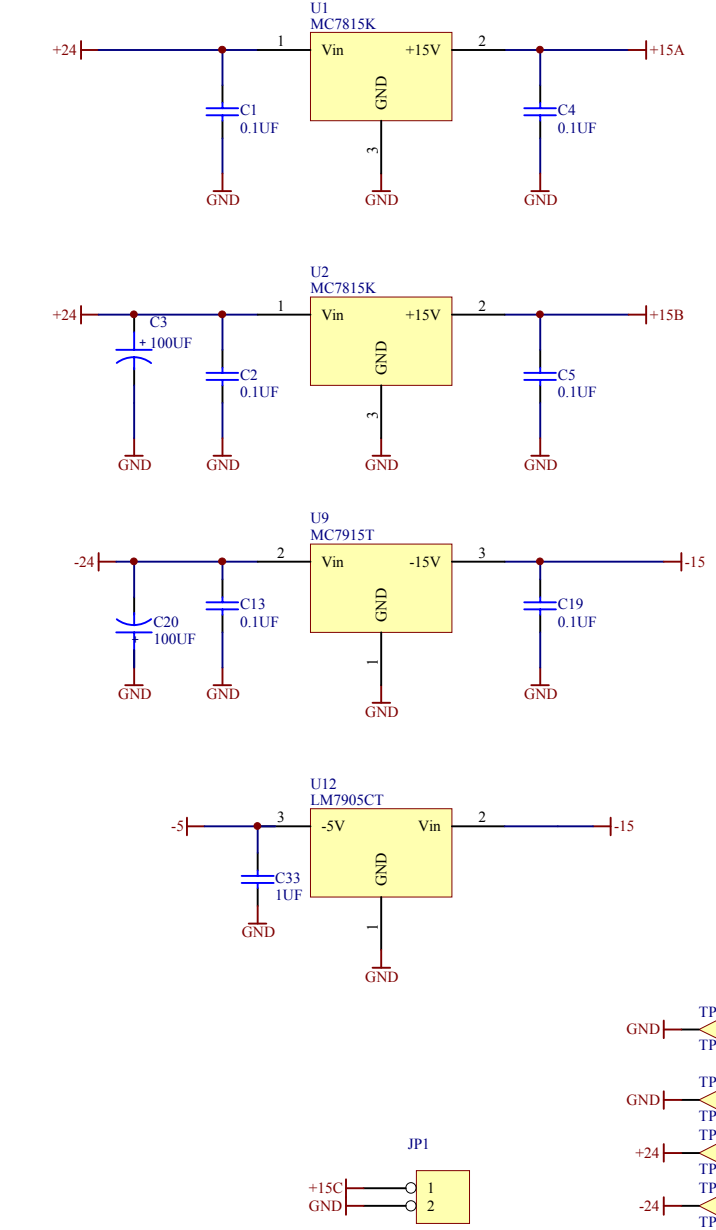 U1
MC7815K
+24
1
Vin
+15V
2
+15A
GND
C1
0.1UF
C4
0.1UF
3
GND
GND
GND
U2
MC7815K
+24
1
Vin
+15V
2
+15B
C3
+ 100UF
GND
C2
0.1UF
C5
0.1UF
3
GND
GND
GND
GND
U9
MC7915T
-24
2
Vin
-15V
3
-15
GND
C20
100UF
+
C13
0.1UF
C19
0.1UF
1
GND
GND
GND
GND
U12
LM7905CT
-5
3
-5V
Vin
2
-15
GND
C33
1UF
1
GND
GND
TP
GND
TP
TP
GND
TP
TP
+24
TP
TP
-24
TP
JP1
+15C
1
GND
2